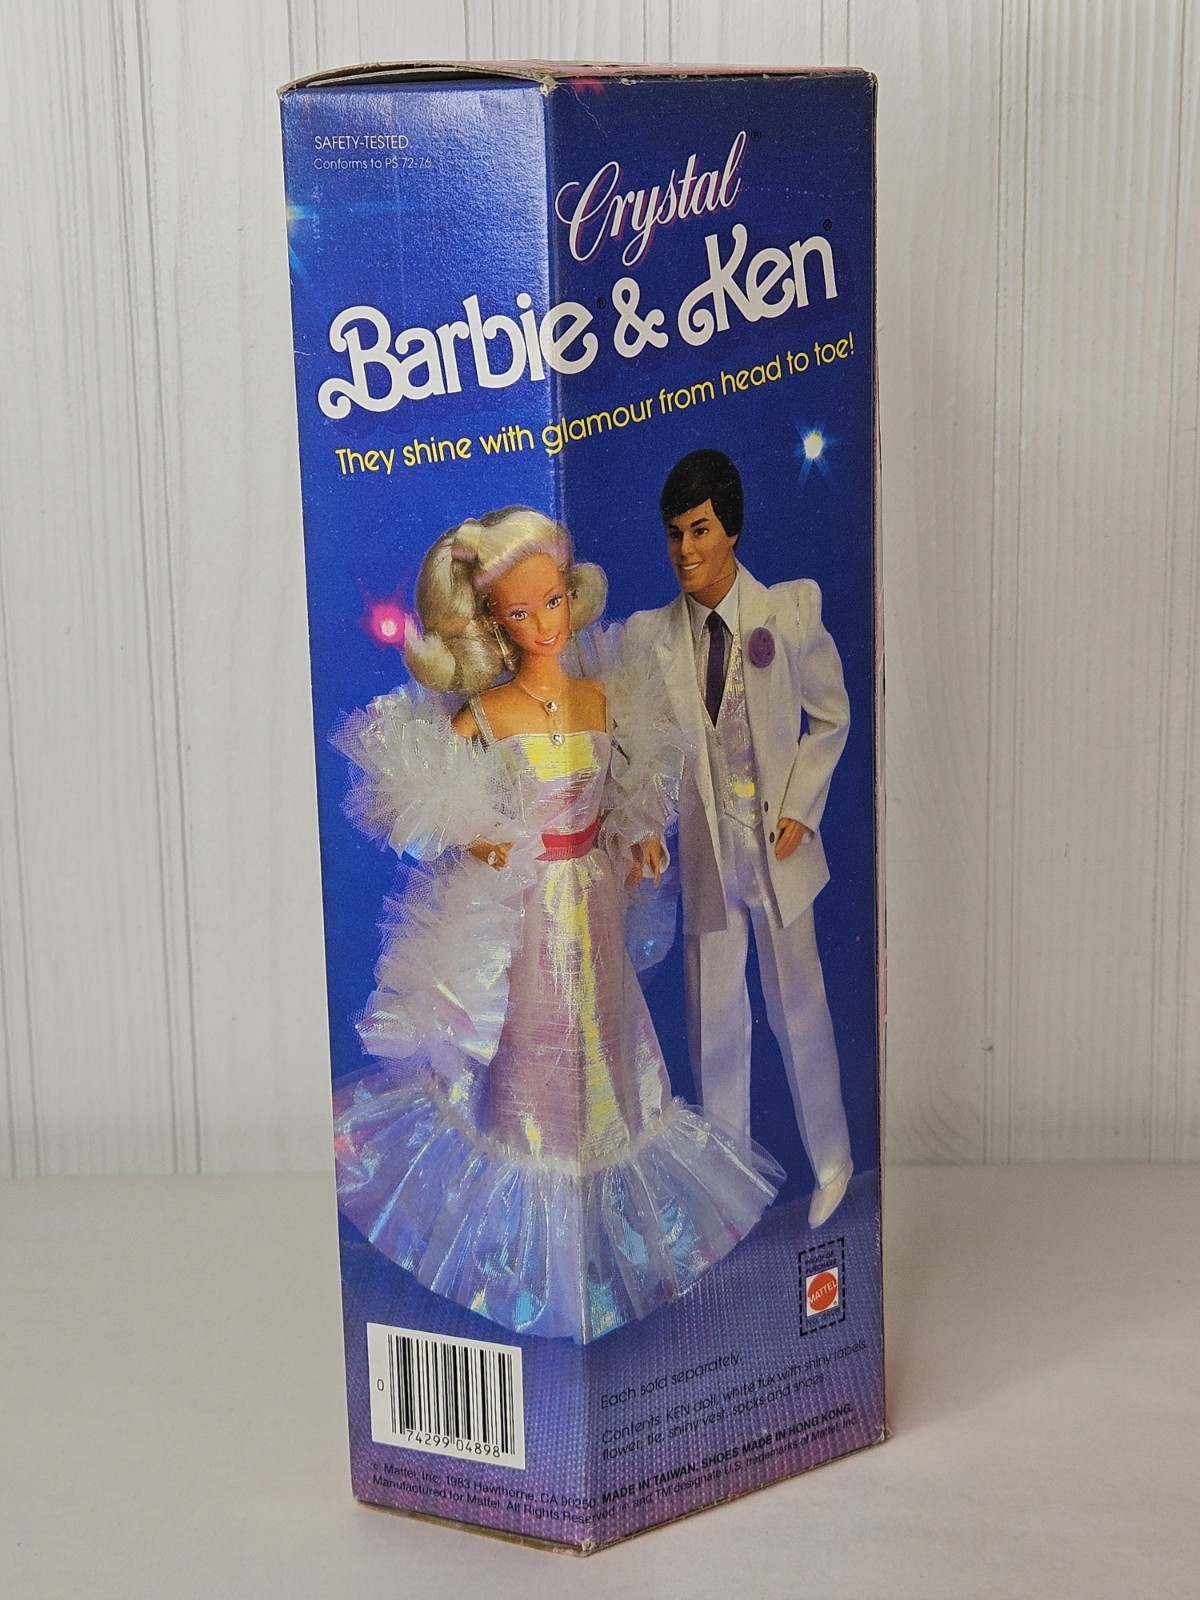 SAFETY-TESTED.
Conforms to PS 72-76
Crystal®
Barbie® & Ken®
They shine with glamour from head to toe!
PROOF OF
PURCHASE
MATTEL
0 74299 04898
Each sold separately.
Contents: KEN doll, white tux with shiny lapels,
flower, tie, shiny vest, socks and shoes.
© Mattel, Inc. 1983 Hawthorne, CA 90250. MADE IN TAIWAN. SHOES MADE IN HONG KONG.
Manufactured for Mattel. All Rights Reserved. ® and TM designate U.S. trademarks of Mattel, Inc.